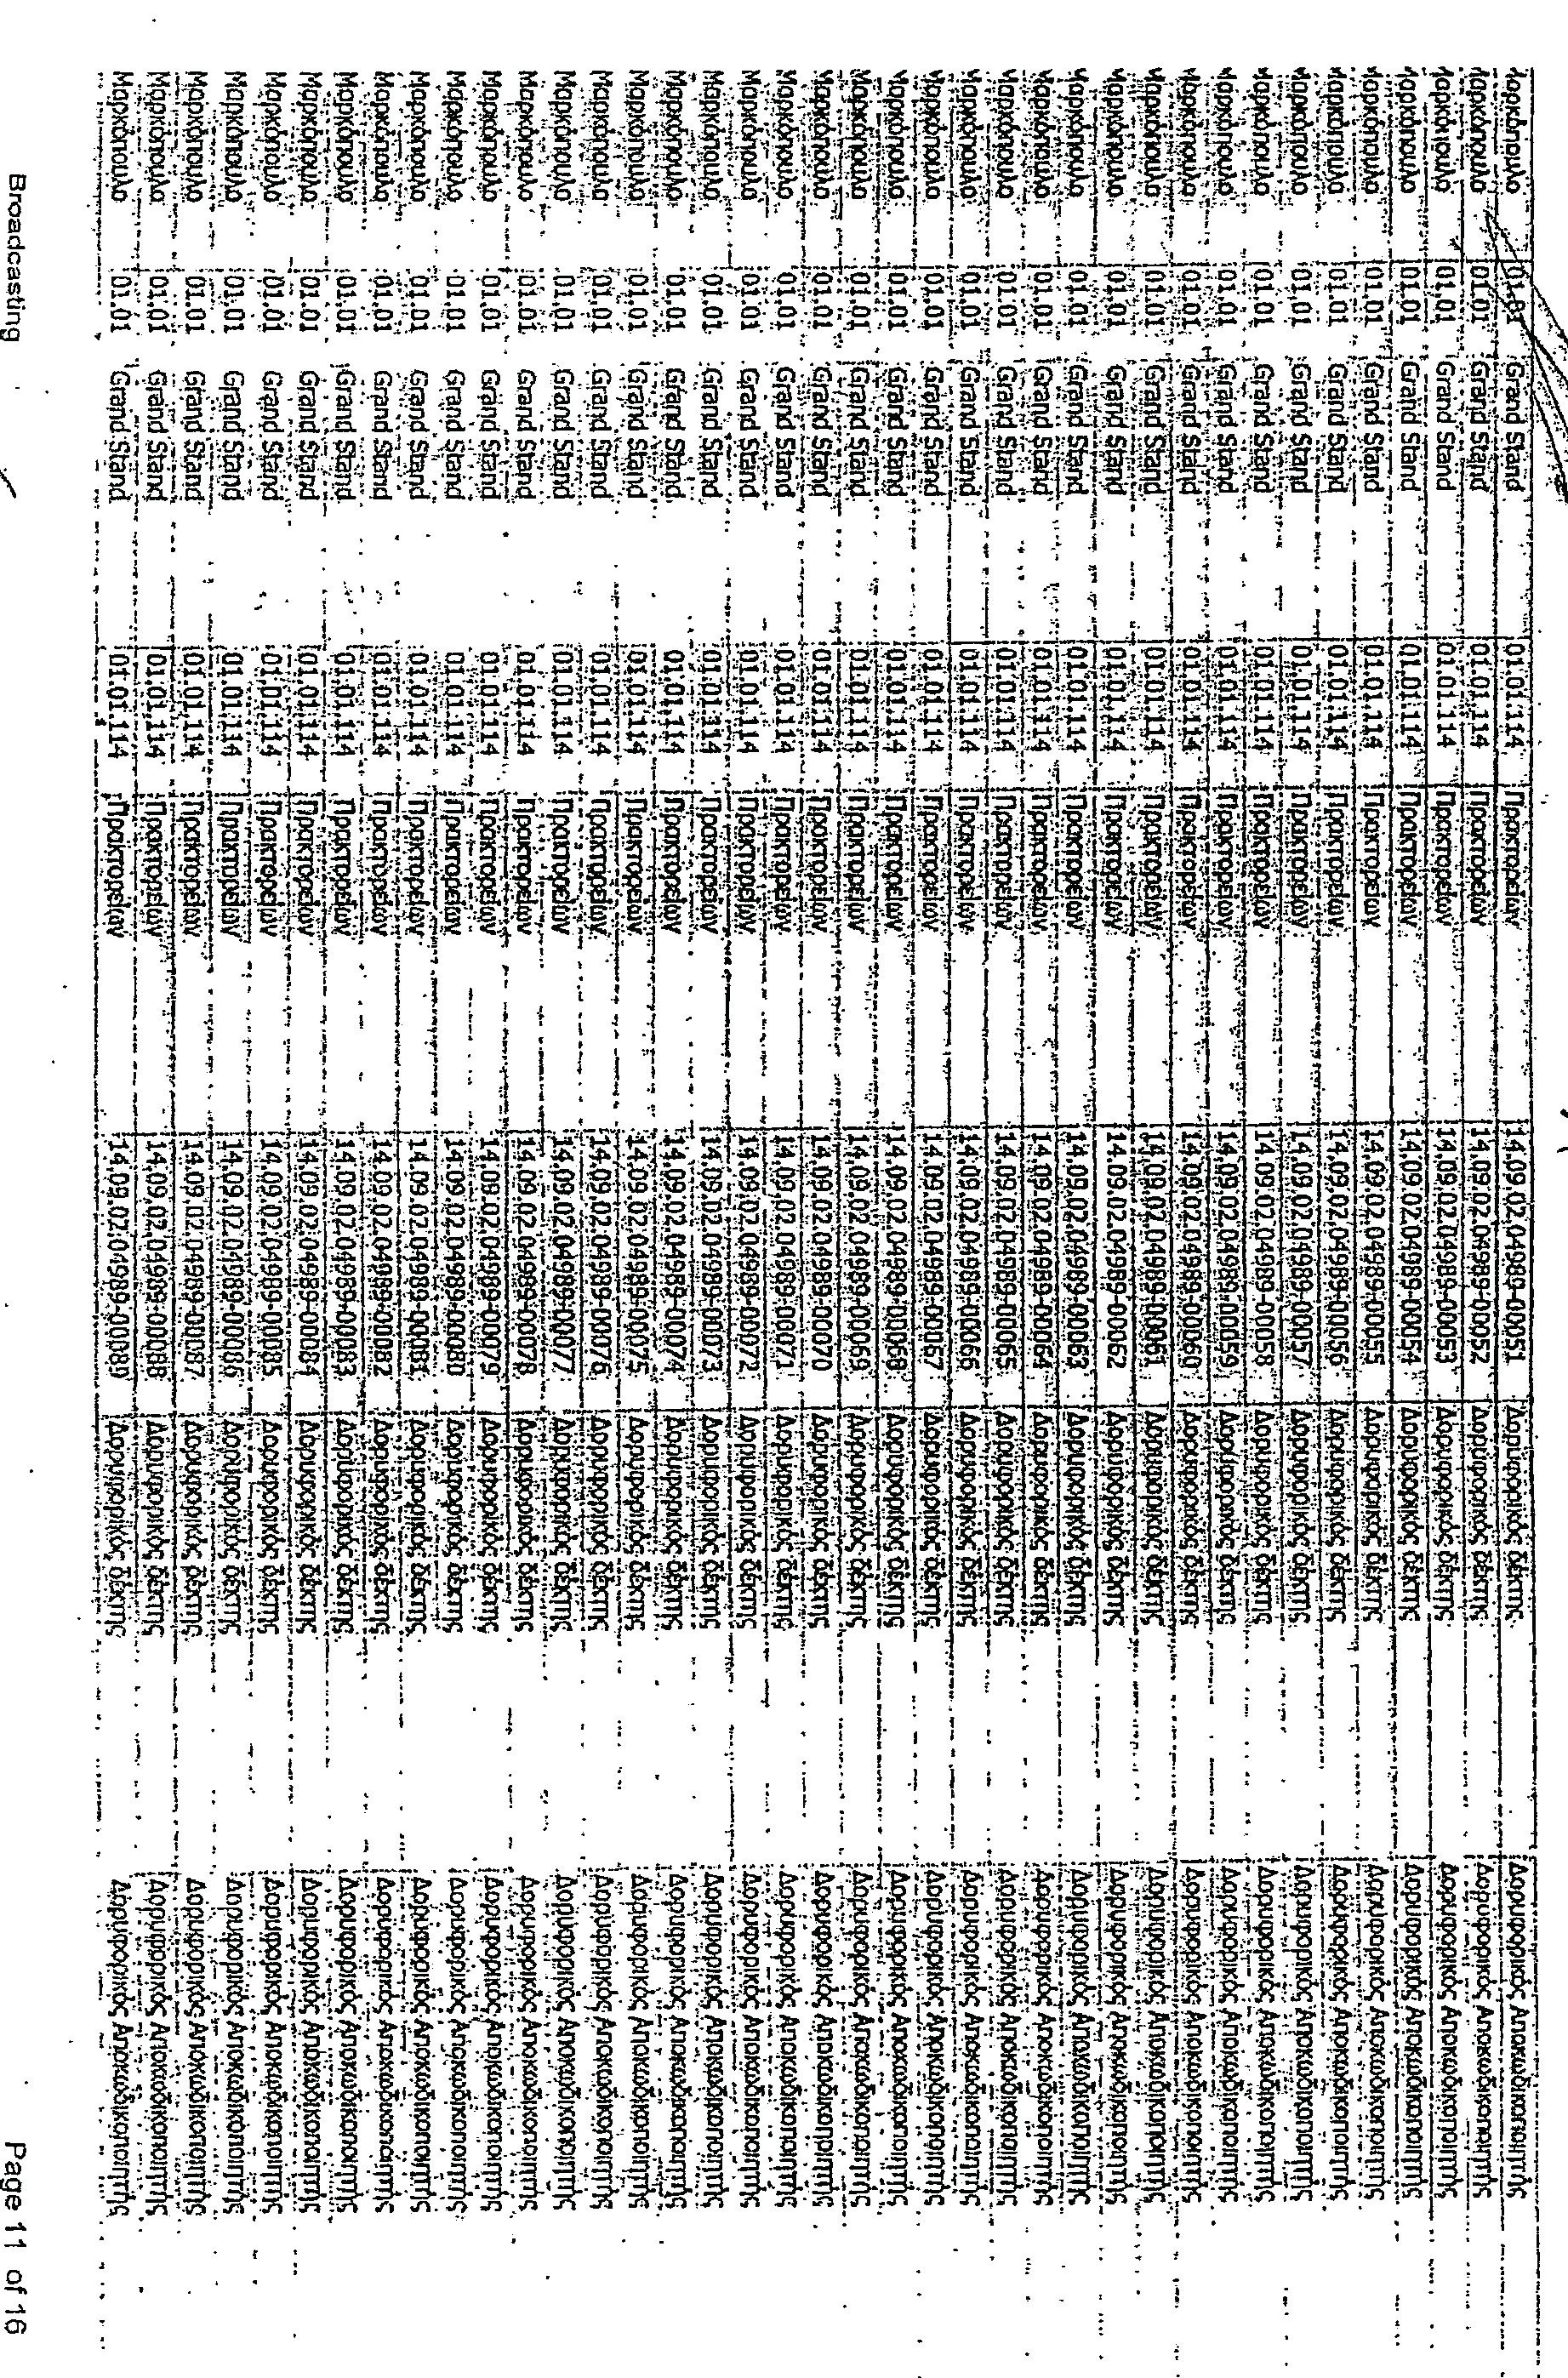 Μαρκόπουλο 01.01 Grand Stand 01.01.114 Πρακτορείων 14.09.02.04989-00051 Δορυφορικός δέκτης Δορυφορικός Αποκωδικοποιητής
Μαρκόπουλο 01.01 Grand Stand 01.01.114 Πρακτορείων 14.09.02.04989-00052 Δορυφορικός δέκτης Δορυφορικός Αποκωδικοποιητής
Μαρκόπουλο 01.01 Grand Stand 01.01.114 Πρακτορείων 14.09.02.04989-00053 Δορυφορικός δέκτης Δορυφορικός Αποκωδικοποιητής
Μαρκόπουλο 01.01 Grand Stand 01.01.114 Πρακτορείων 14.09.02.04989-00054 Δορυφορικός δέκτης Δορυφορικός Αποκωδικοποιητής
Μαρκόπουλο 01.01 Grand Stand 01.01.114 Πρακτορείων 14.09.02.04989-00055 Δορυφορικός δέκτης Δορυφορικός Αποκωδικοποιητής
Μαρκόπουλο 01.01 Grand Stand 01.01.114 Πρακτορείων 14.09.02.04989-00056 Δορυφορικός δέκτης Δορυφορικός Αποκωδικοποιητής
Μαρκόπουλο 01.01 Grand Stand 01.01.114 Πρακτορείων 14.09.02.04989-00057 Δορυφορικός δέκτης Δορυφορικός Αποκωδικοποιητής
Μαρκόπουλο 01.01 Grand Stand 01.01.114 Πρακτορείων 14.09.02.04989-00058 Δορυφορικός δέκτης Δορυφορικός Αποκωδικοποιητής
Μαρκόπουλο 01.01 Grand Stand 01.01.114 Πρακτορείων 14.09.02.04989-00059 Δορυφορικός δέκτης Δορυφορικός Αποκωδικοποιητής
Μαρκόπουλο 01.01 Grand Stand 01.01.114 Πρακτορείων 14.09.02.04989-00060 Δορυφορικός δέκτης Δορυφορικός Αποκωδικοποιητής
Μαρκόπουλο 01.01 Grand Stand 01.01.114 Πρακτορείων 14.09.02.04989-00061 Δορυφορικός δέκτης Δορυφορικός Αποκωδικοποιητής
Μαρκόπουλο 01.01 Grand Stand 01.01.114 Πρακτορείων 14.09.02.04989-00062 Δορυφορικός δέκτης Δορυφορικός Αποκωδικοποιητής
Μαρκόπουλο 01.01 Grand Stand 01.01.114 Πρακτορείων 14.09.02.04989-00063 Δορυφορικός δέκτης Δορυφορικός Αποκωδικοποιητής
Μαρκόπουλο 01.01 Grand Stand 01.01.114 Πρακτορείων 14.09.02.04989-00064 Δορυφορικός δέκτης Δορυφορικός Αποκωδικοποιητής
Μαρκόπουλο 01.01 Grand Stand 01.01.114 Πρακτορείων 14.09.02.04989-00065 Δορυφορικός δέκτης Δορυφορικός Αποκωδικοποιητής
Μαρκόπουλο 01.01 Grand Stand 01.01.114 Πρακτορείων 14.09.02.04989-00066 Δορυφορικός δέκτης Δορυφορικός Αποκωδικοποιητής
Μαρκόπουλο 01.01 Grand Stand 01.01.114 Πρακτορείων 14.09.02.04989-00067 Δορυφορικός δέκτης Δορυφορικός Αποκωδικοποιητής
Μαρκόπουλο 01.01 Grand Stand 01.01.114 Πρακτορείων 14.09.02.04989-00068 Δορυφορικός δέκτης Δορυφορικός Αποκωδικοποιητής
Μαρκόπουλο 01.01 Grand Stand 01.01.114 Πρακτορείων 14.09.02.04989-00069 Δορυφορικός δέκτης Δορυφορικός Αποκωδικοποιητής
Μαρκόπουλο 01.01 Grand Stand 01.01.114 Πρακτορείων 14.09.02.04989-00070 Δορυφορικός δέκτης Δορυφορικός Αποκωδικοποιητής
Μαρκόπουλο 01.01 Grand Stand 01.01.114 Πρακτορείων 14.09.02.04989-00071 Δορυφορικός δέκτης Δορυφορικός Αποκωδικοποιητής
Μαρκόπουλο 01.01 Grand Stand 01.01.114 Πρακτορείων 14.09.02.04989-00072 Δορυφορικός δέκτης Δορυφορικός Αποκωδικοποιητής
Μαρκόπουλο 01.01 Grand Stand 01.01.114 Πρακτορείων 14.09.02.04989-00073 Δορυφορικός δέκτης Δορυφορικός Αποκωδικοποιητής
Μαρκόπουλο 01.01 Grand Stand 01.01.114 Πρακτορείων 14.09.02.04989-00074 Δορυφορικός δέκτης Δορυφορικός Αποκωδικοποιητής
Μαρκόπουλο 01.01 Grand Stand 01.01.114 Πρακτορείων 14.09.02.04989-00075 Δορυφορικός δέκτης Δορυφορικός Αποκωδικοποιητής
Μαρκόπουλο 01.01 Grand Stand 01.01.114 Πρακτορείων 14.09.02.04989-00076 Δορυφορικός δέκτης Δορυφορικός Αποκωδικοποιητής
Μαρκόπουλο 01.01 Grand Stand 01.01.114 Πρακτορείων 14.09.02.04989-00077 Δορυφορικός δέκτης Δορυφορικός Αποκωδικοποιητής
Μαρκόπουλο 01.01 Grand Stand 01.01.114 Πρακτορείων 14.09.02.04989-00078 Δορυφορικός δέκτης Δορυφορικός Αποκωδικοποιητής
Μαρκόπουλο 01.01 Grand Stand 01.01.114 Πρακτορείων 14.09.02.04989-00079 Δορυφορικός δέκτης Δορυφορικός Αποκωδικοποιητής
Μαρκόπουλο 01.01 Grand Stand 01.01.114 Πρακτορείων 14.09.02.04989-00080 Δορυφορικός δέκτης Δορυφορικός Αποκωδικοποιητής
Μαρκόπουλο 01.01 Grand Stand 01.01.114 Πρακτορείων 14.09.02.04989-00081 Δορυφορικός δέκτης Δορυφορικός Αποκωδικοποιητής
Μαρκόπουλο 01.01 Grand Stand 01.01.114 Πρακτορείων 14.09.02.04989-00082 Δορυφορικός δέκτης Δορυφορικός Αποκωδικοποιητής
Μαρκόπουλο 01.01 Grand Stand 01.01.114 Πρακτορείων 14.09.02.04989-00083 Δορυφορικός δέκτης Δορυφορικός Αποκωδικοποιητής
Μαρκόπουλο 01.01 Grand Stand 01.01.114 Πρακτορείων 14.09.02.04989-00084 Δορυφορικός δέκτης Δορυφορικός Αποκωδικοποιητής
Μαρκόπουλο 01.01 Grand Stand 01.01.114 Πρακτορείων 14.09.02.04989-00085 Δορυφορικός δέκτης Δορυφορικός Αποκωδικοποιητής
Μαρκόπουλο 01.01 Grand Stand 01.01.114 Πρακτορείων 14.09.02.04989-00086 Δορυφορικός δέκτης Δορυφορικός Αποκωδικοποιητής
Μαρκόπουλο 01.01 Grand Stand 01.01.114 Πρακτορείων 14.09.02.04989-00087 Δορυφορικός δέκτης Δορυφορικός Αποκωδικοποιητής
Μαρκόπουλο 01.01 Grand Stand 01.01.114 Πρακτορείων 14.09.02.04989-00088 Δορυφορικός δέκτης Δορυφορικός Αποκωδικοποιητής
Μαρκόπουλο 01.01 Grand Stand 01.01.114 Πρακτορείων 14.09.02.04989-00089 Δορυφορικός δέκτης Δορυφορικός Αποκωδικοποιητής
Broadcasting Page 11 of 16